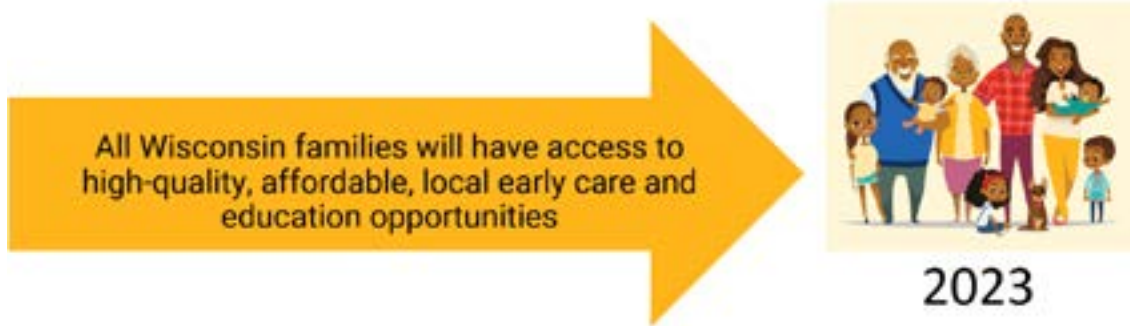 All Wisconsin families will have access to
high-quality, affordable, local early care and
education opportunities
2023